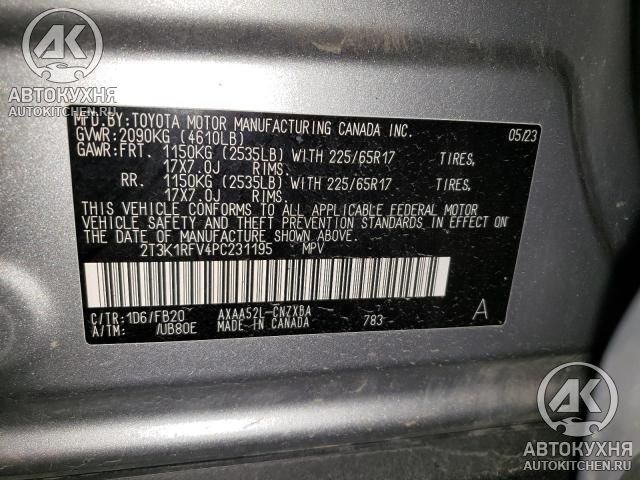 АК
АВТОКУХНЯ
AUTOKITCHEN.RU
MFD.BY:TOYOTA MOTOR MANUFACTURING CANADA INC. 05/23
GVWR:2090KG (4610LB)
GAWR:FRT. 1150KG (2535LB) WITH 225/65R17 TIRES,
17X7.0J RIMS.
RR. 1150KG (2535LB) WITH 225/65R17 TIRES,
17X7.0J RIMS.
THIS VEHICLE CONFORMS TO ALL APPLICABLE FEDERAL MOTOR
VEHICLE SAFETY AND THEFT PREVENTION STANDARDS IN EFFECT ON
THE DATE OF MANUFACTURE SHOWN ABOVE.
2T3K1RFV4PC231195 MPV
C/TR:1D6/FB20 AXAA52L-CNZXBA A
A/TM: /UB80E MADE IN CANADA 783
АК
АВТОКУХНЯ
AUTOKITCHEN.RU